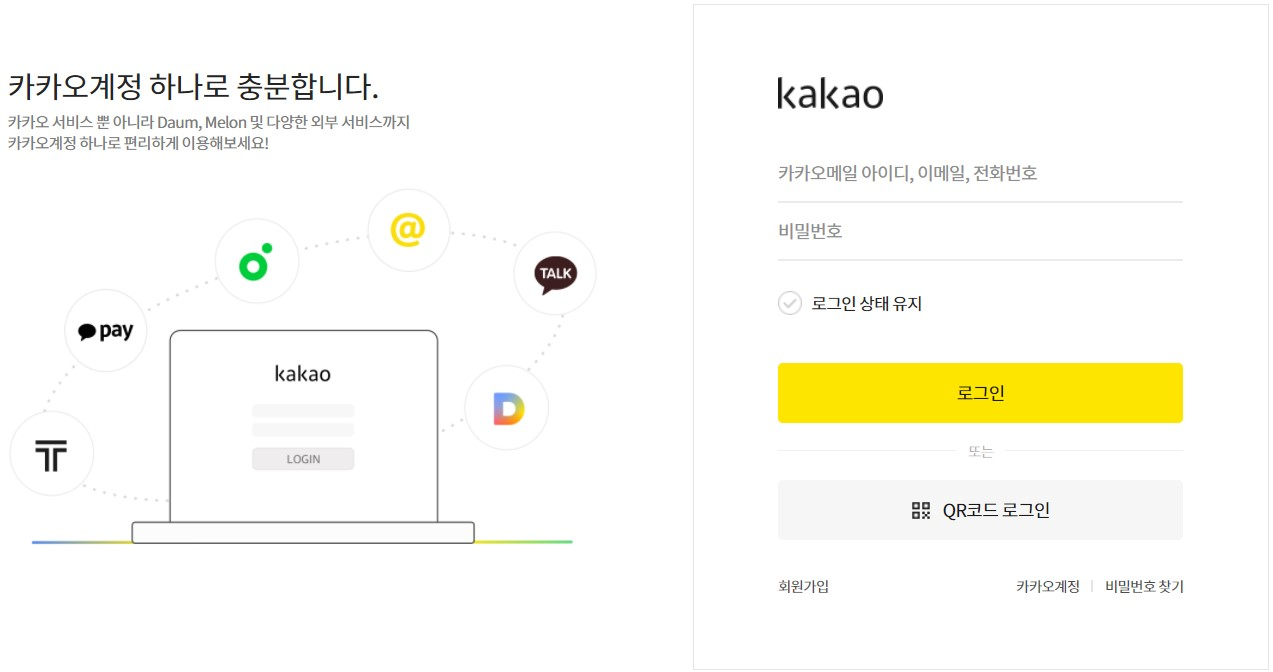 카카오계정 하나로 충분합니다.
카카오 서비스 뿐 아니라 Daum, Melon 및 다양한 외부 서비스까지
카카오계정 하나로 편리하게 이용해보세요!
@
TALK
pay
kakao
D
LOGIN
T
kakao
카카오메일 아이디, 이메일, 전화번호
비밀번호
로그인 상태 유지
로그인
또는
QR코드 로그인
회원가입
카카오계정 | 비밀번호 찾기